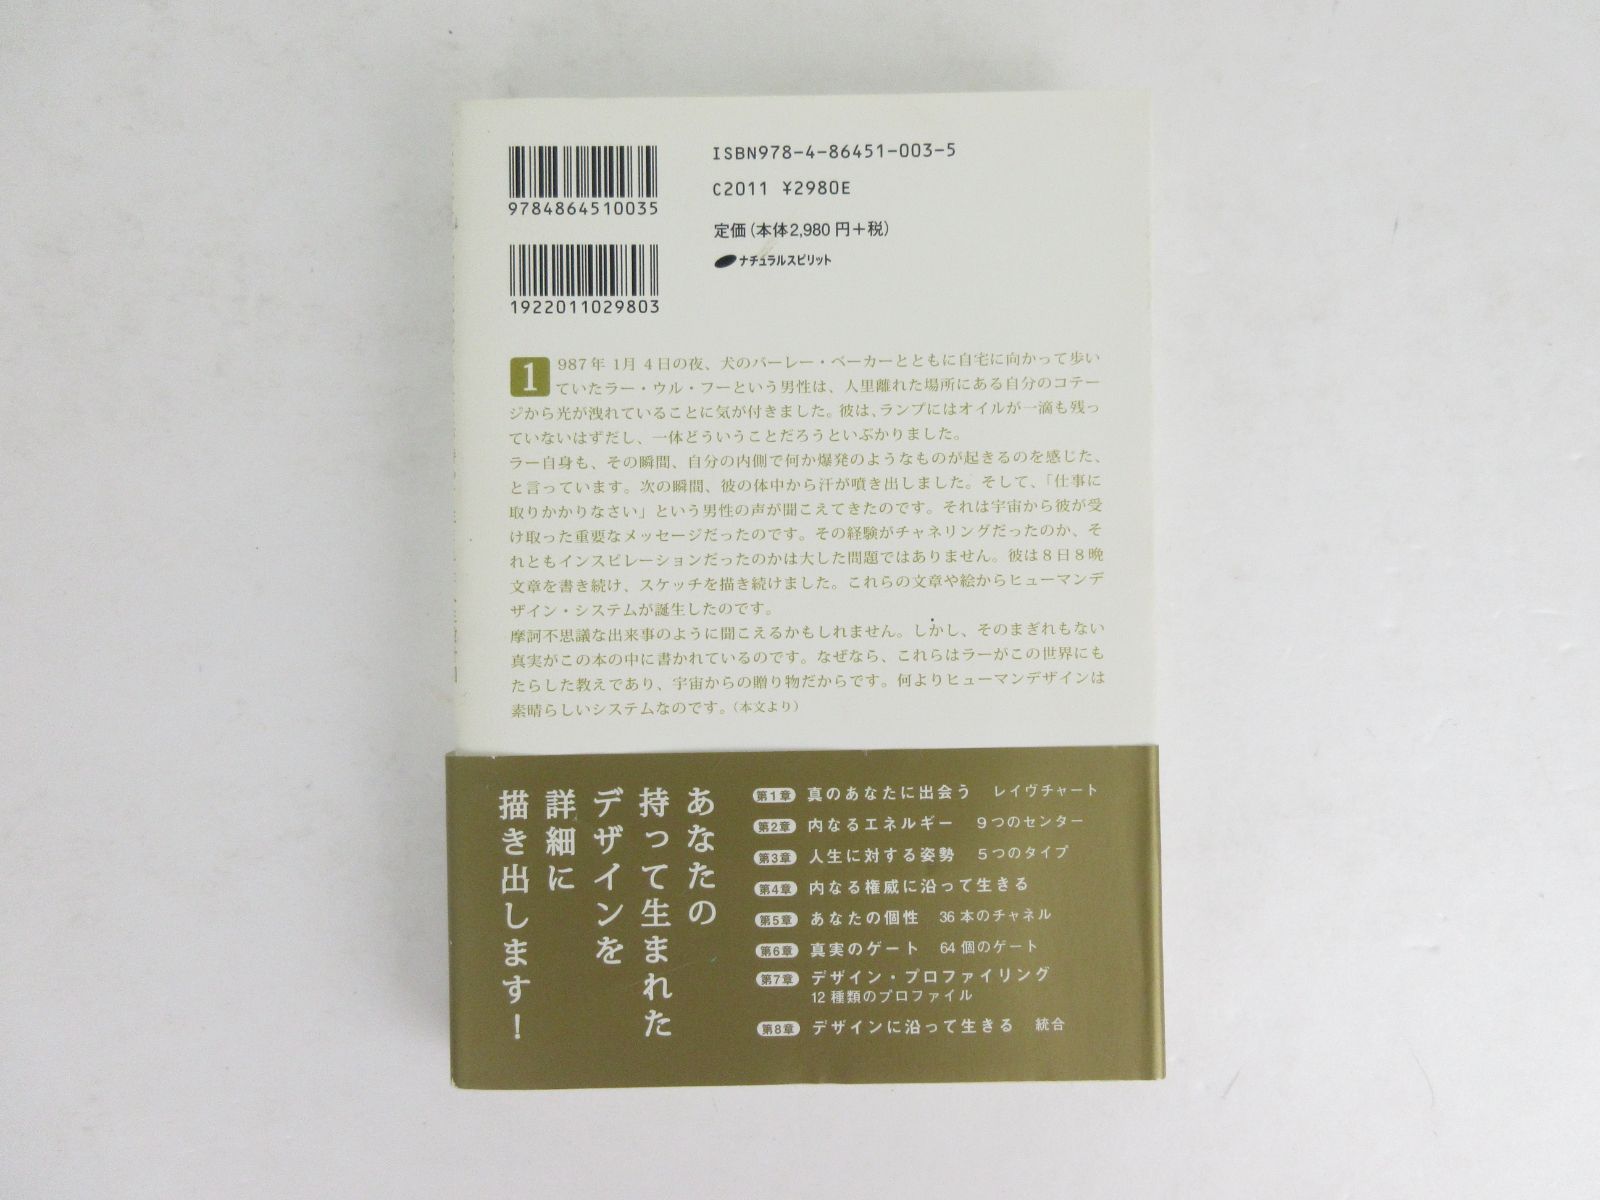 ISBN978-4-86451-003-5
9784864510035
C2011 ¥2980E
定価（本体2,980円＋税）
ナチュラルスピリット
1922011029803
1987年 1月 4日の夜、犬のバーレー・ベーカーとともに自宅に向かって歩い
ていたラー・ウル・フーという男性は、人里離れた場所にある自分のコテー
ジから光が洩れていることに気が付きました。彼は、ランプにはオイルが一滴も残っ
ていないはずだし、一体どういうことだろうといぶかりました。
ラー自身も、その瞬間、自分の内側で何か爆発のようなものが起きるのを感じた、
と言っています。次の瞬間、彼の体中から汗が噴き出しました。そして、「仕事に
取りかかりなさい」という男性の声が聞こえてきたのです。それは宇宙から彼が受
け取った重要なメッセージだったのです。その経験がチャネリングだったのか、そ
れともインスピレーションだったのかは大した問題ではありません。彼は８日８晩
文章を書き続け、スケッチを描き続けました。これらの文章や絵からヒューマンデ
ザイン・システムが誕生したのです。
摩訶不思議な出来事のように聞こえるかもしれません。しかし、そのまぎれもない
真実がこの本の中に書かれているのです。なぜなら、これらはラーがこの世界にも
たらした教えであり、宇宙からの贈り物だからです。何よりヒューマンデザインは
素晴らしいシステムなのです。（本文より）
あなたの
持って生まれた
デザインを
詳細に
描き出します！
第1章 真のあなたに出会う レイヴチャート
第2章 内なるエネルギー ９つのセンター
第3章 人生に対する姿勢 ５つのタイプ
第4章 内なる権威に沿って生きる
第5章 あなたの個性 36本のチャネル
第6章 真実のゲート 64個のゲート
第7章 デザイン・プロファイリング
12種類のプロファイル
第8章 デザインに沿って生きる 統合